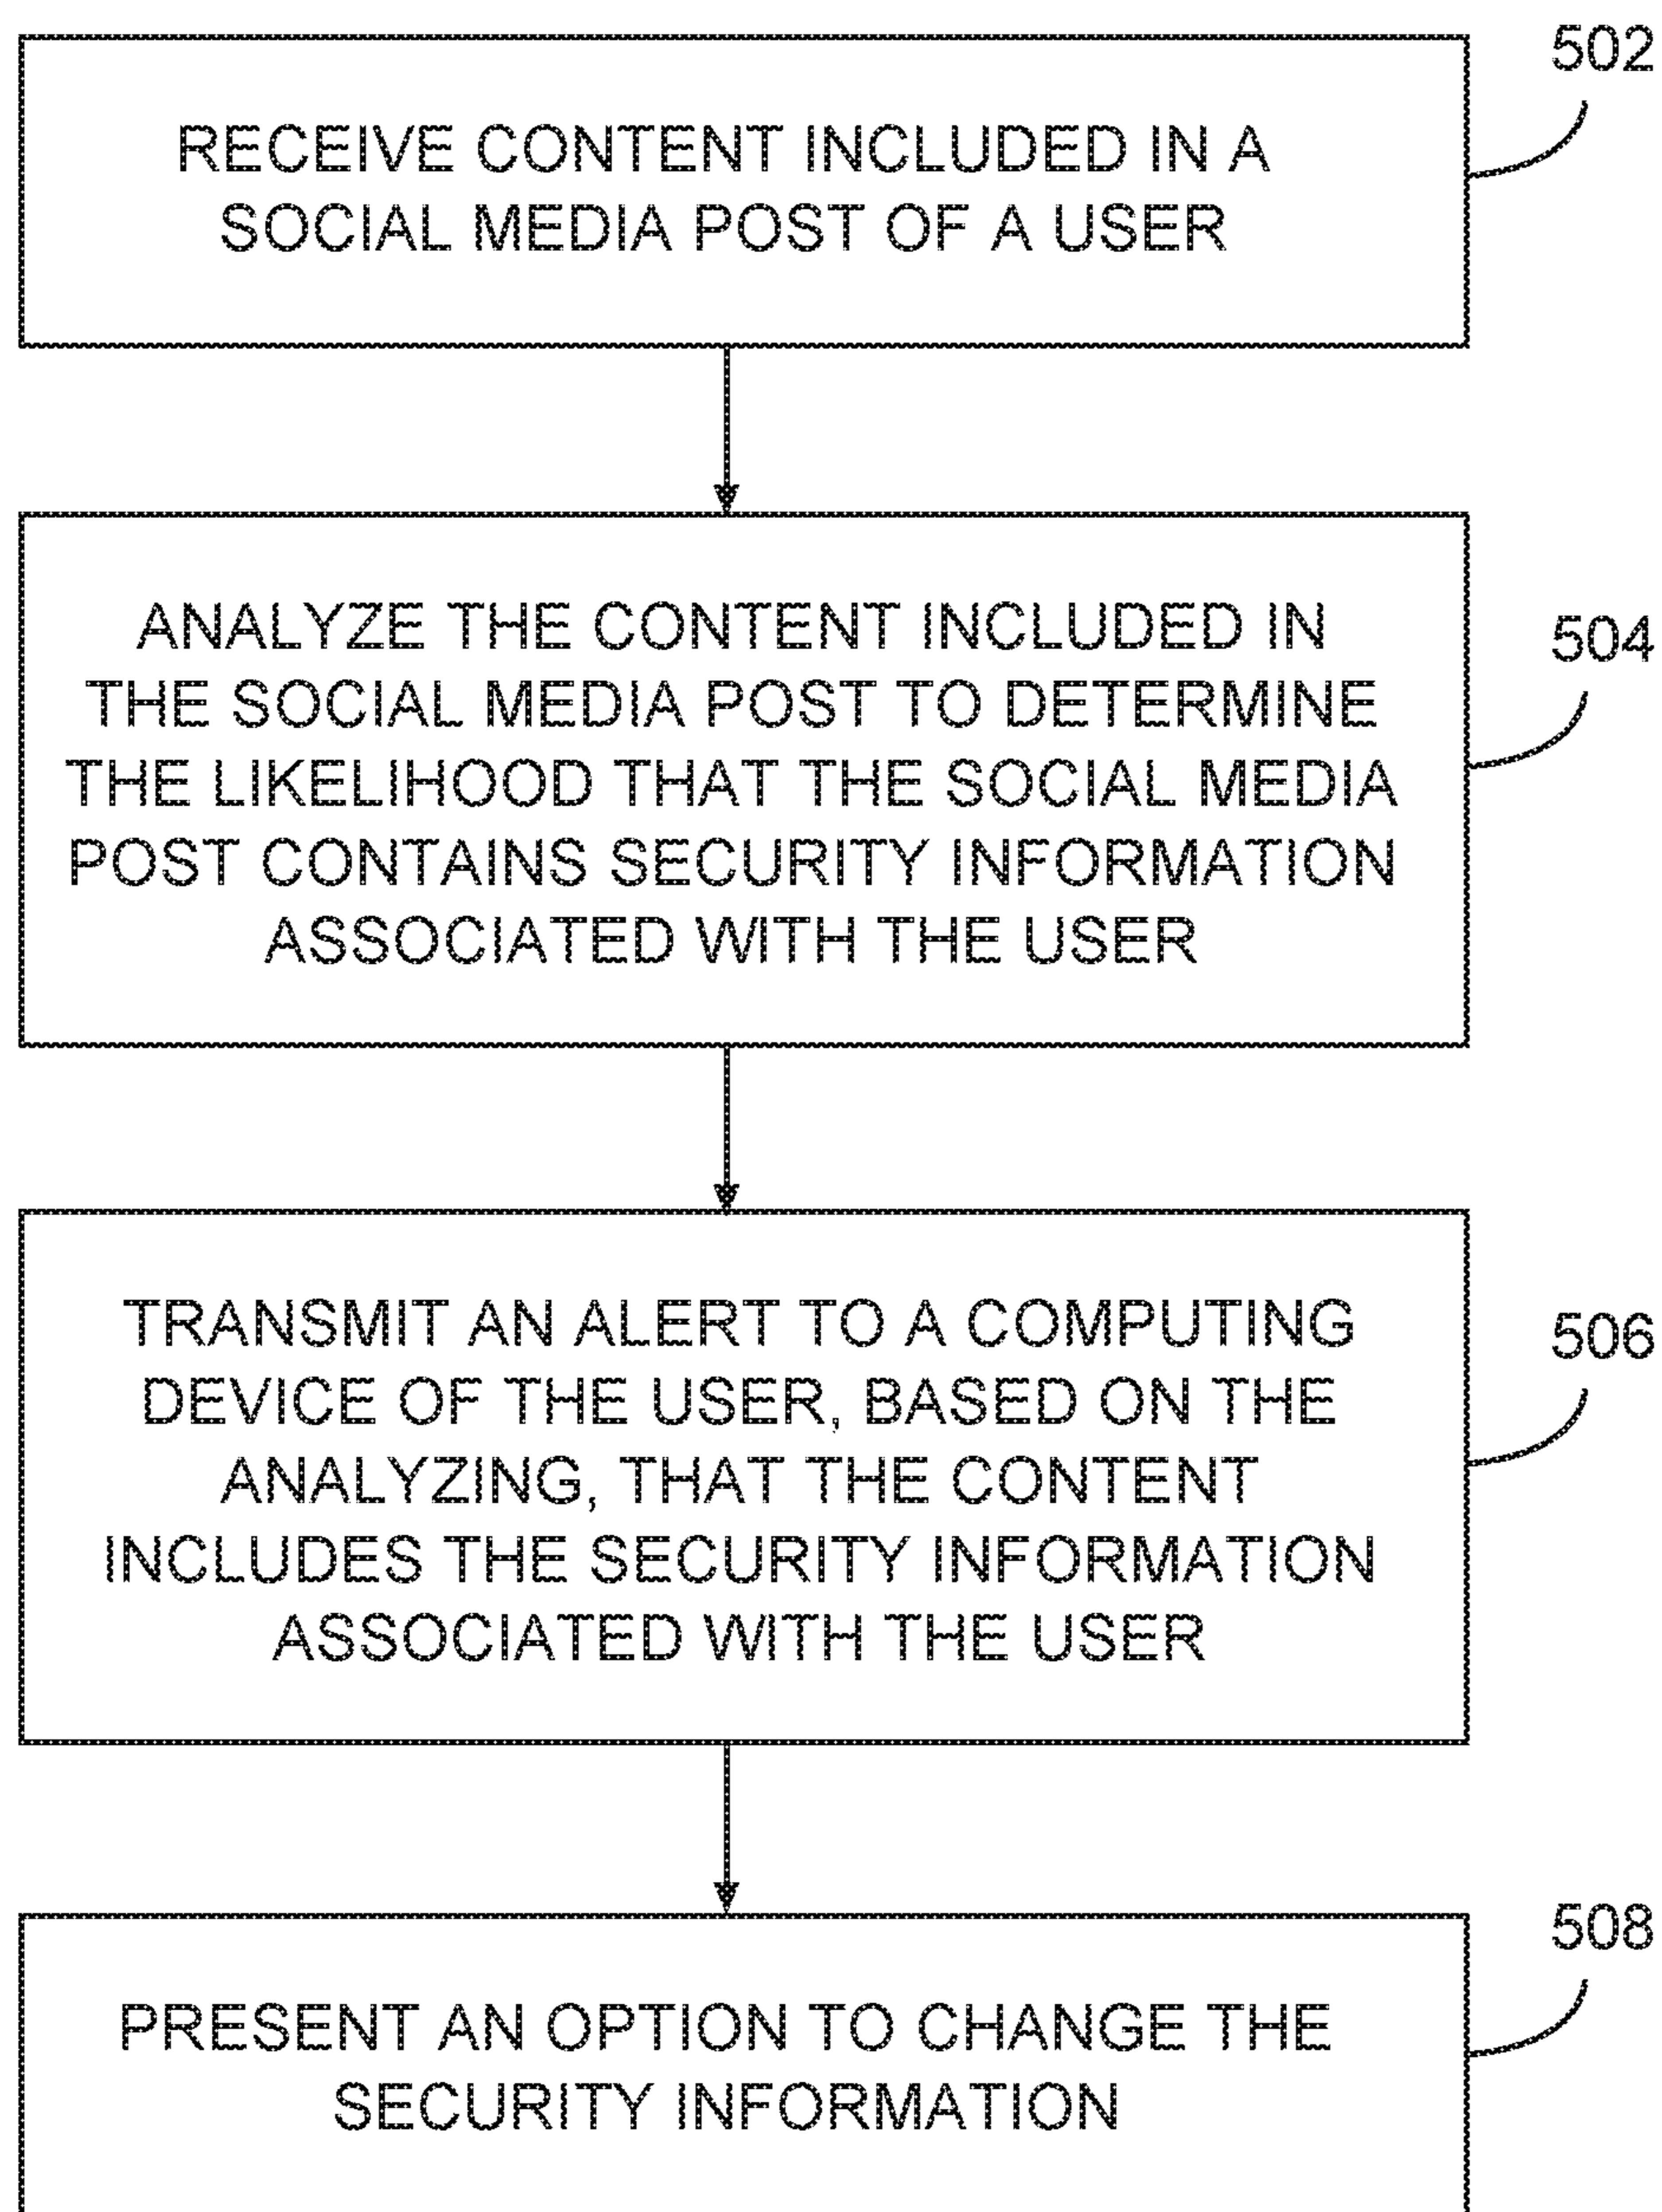 502
RECEIVE CONTENT INCLUDED IN A
SOCIAL MEDIA POST OF A USER
504
ANALYZE THE CONTENT INCLUDED IN
THE SOCIAL MEDIA POST TO DETERMINE
THE LIKELIHOOD THAT THE SOCIAL MEDIA
POST CONTAINS SECURITY INFORMATION
ASSOCIATED WITH THE USER
506
TRANSMIT AN ALERT TO A COMPUTING
DEVICE OF THE USER, BASED ON THE
ANALYZING, THAT THE CONTENT
INCLUDES THE SECURITY INFORMATION
ASSOCIATED WITH THE USER
508
PRESENT AN OPTION TO CHANGE THE
SECURITY INFORMATION